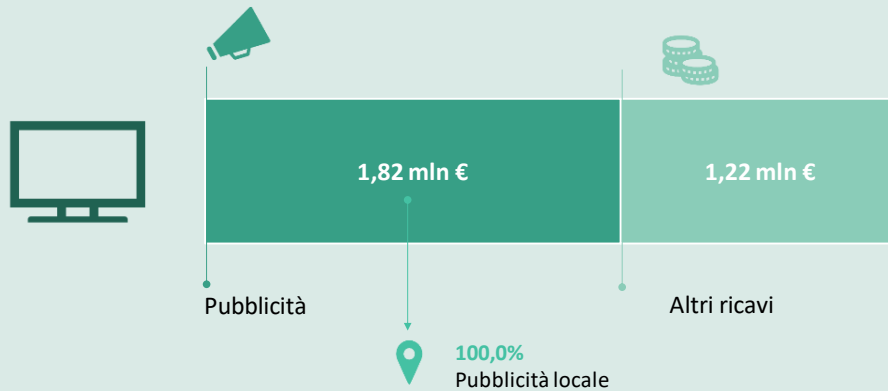 1,82 mln €
1,22 mln €
Pubblicità
Altri ricavi
100,0%
Pubblicità locale